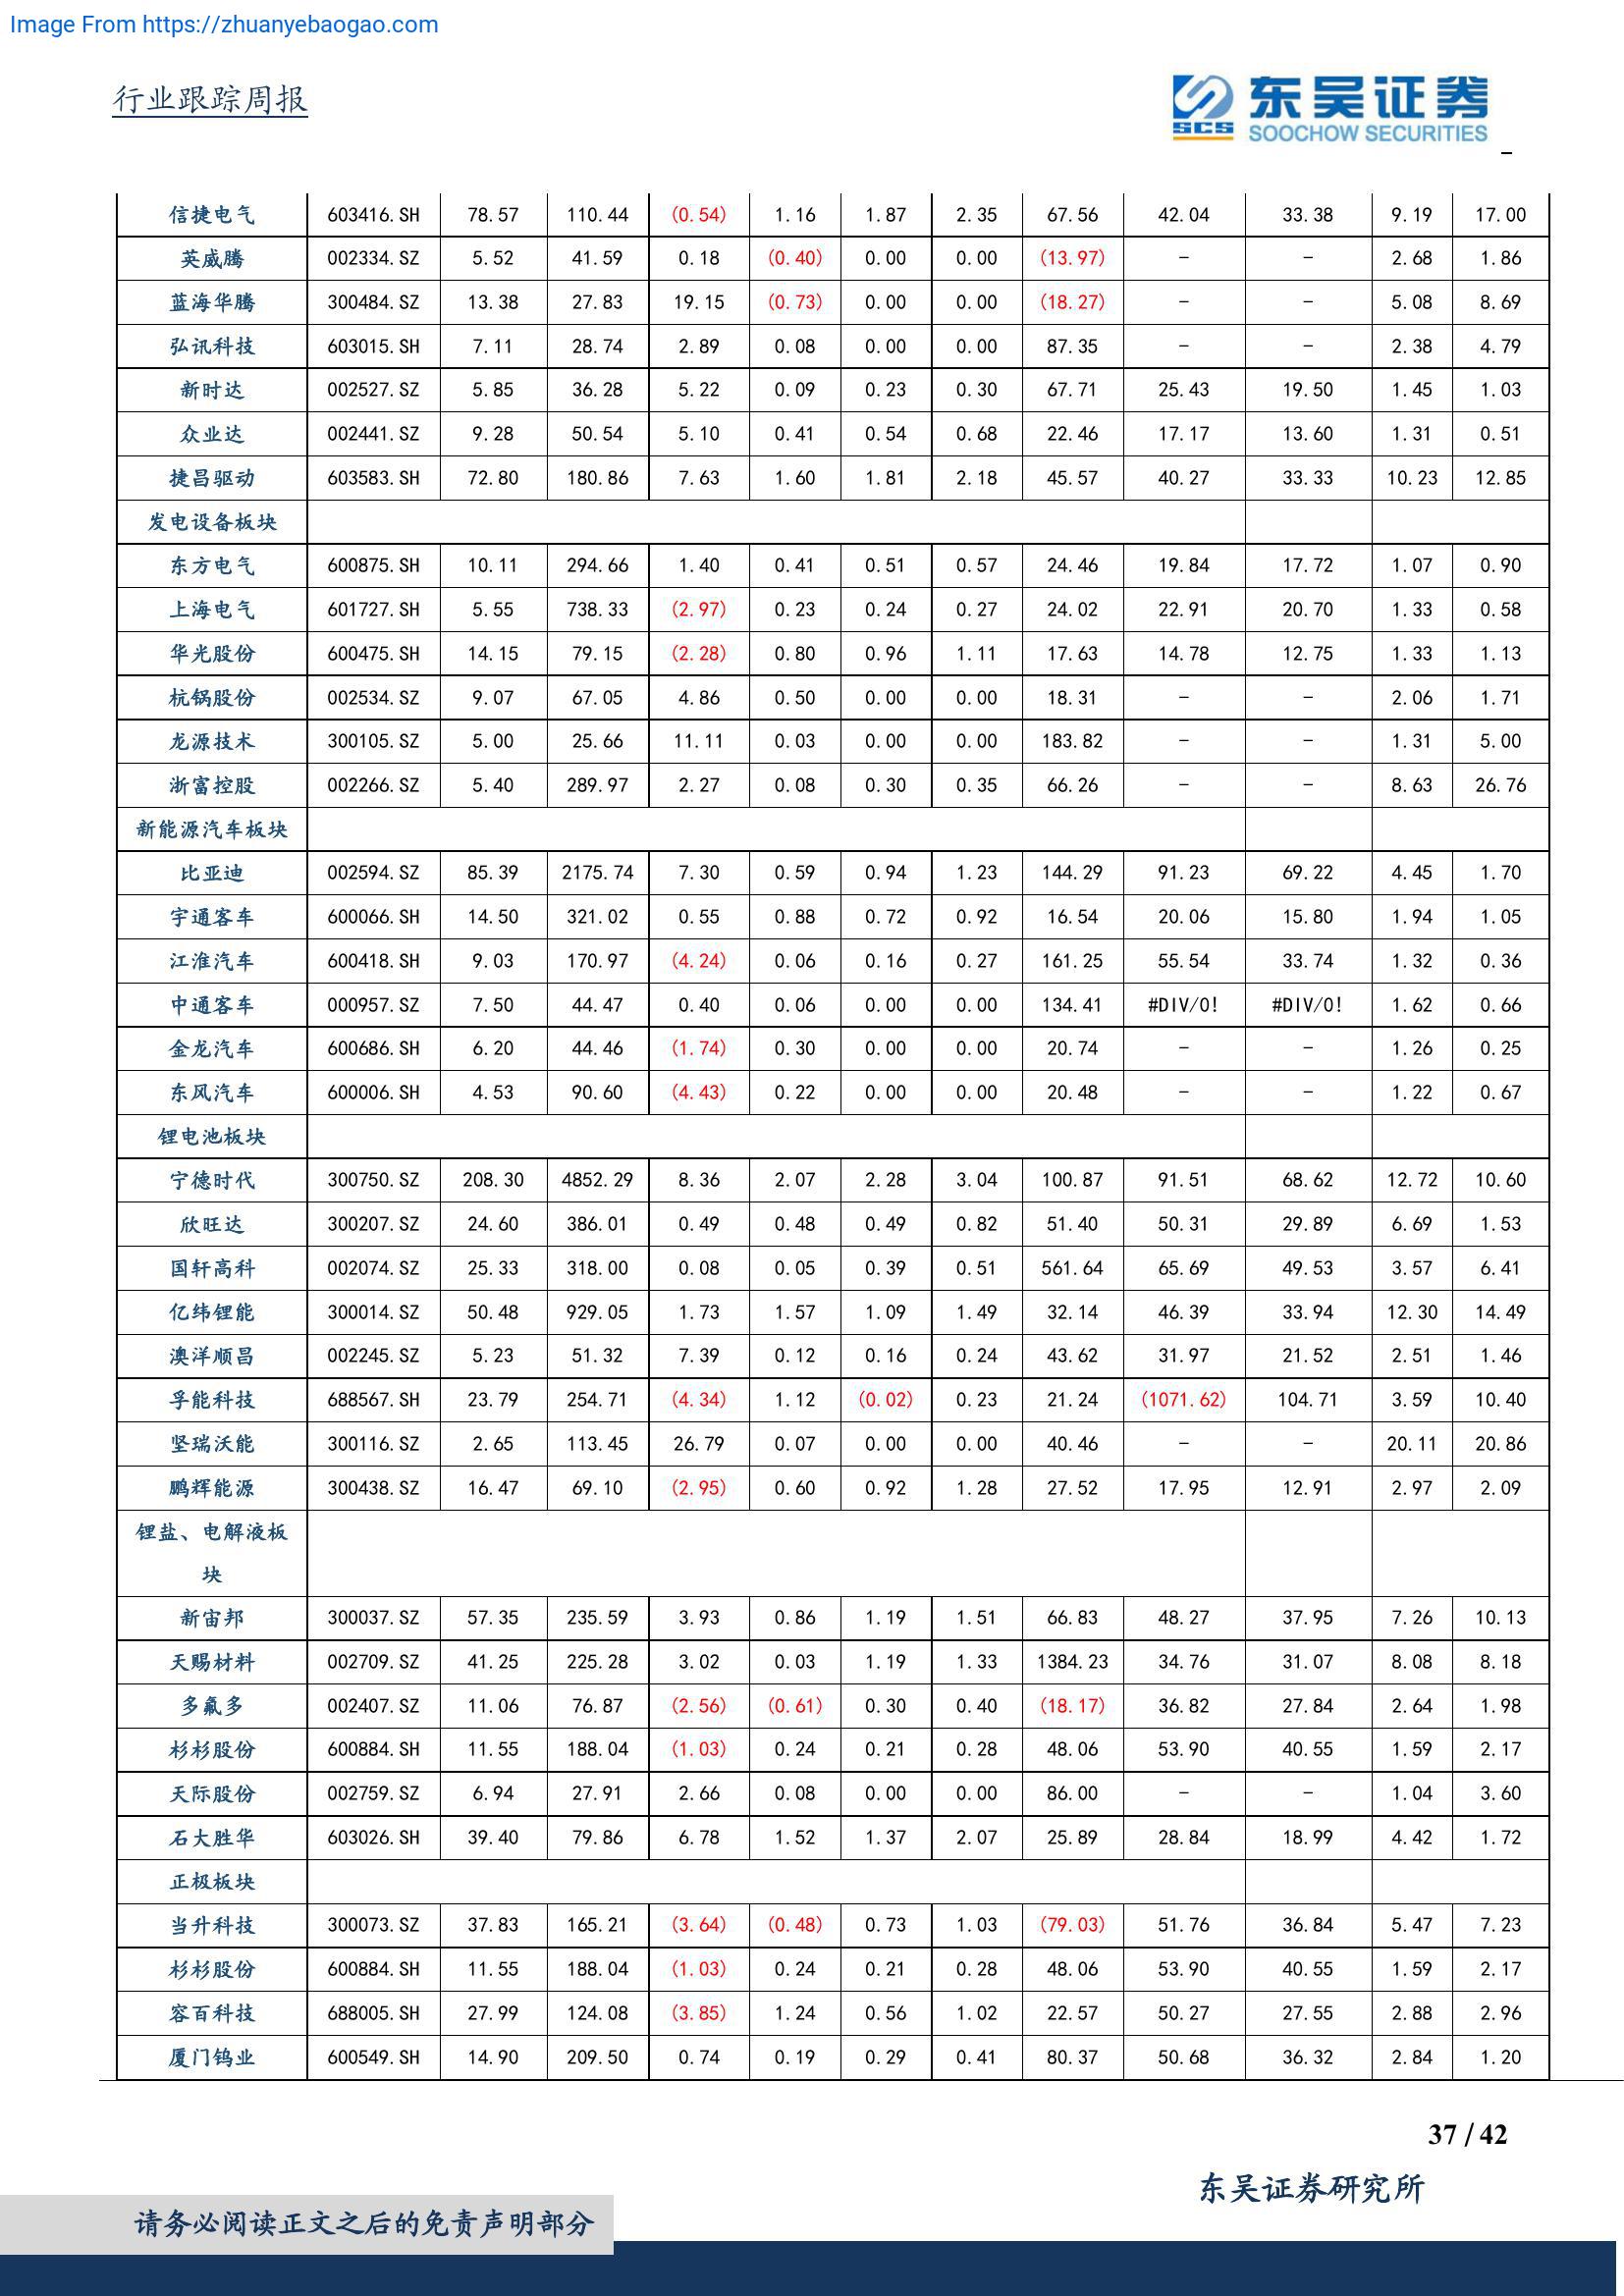 Image From https://zhuanyebaogao.com
行业跟踪周报
东吴证券
SCS
SOOCHOW SECURITIES
信捷电气 603416.SH 78.57 110.44 (0.54) 1.16 1.87 2.35 67.56 42.04 33.38 9.19 17.00
英威腾 002334.SZ 5.52 41.59 0.18 (0.40) 0.00 0.00 (13.97) - - 2.68 1.86
蓝海华腾 300484.SZ 13.38 27.83 19.15 (0.73) 0.00 0.00 (18.27) - - 5.08 8.69
弘讯科技 603015.SH 7.11 28.74 2.89 0.08 0.00 0.00 87.35 - - 2.38 4.79
新时达 002527.SZ 5.85 36.28 5.22 0.09 0.23 0.30 67.71 25.43 19.50 1.45 1.03
众业达 002441.SZ 9.28 50.54 5.10 0.41 0.54 0.68 22.46 17.17 13.60 1.31 0.51
捷昌驱动 603583.SH 72.80 180.86 7.63 1.60 1.81 2.18 45.57 40.27 33.33 10.23 12.85
发电设备板块
东方电气 600875.SH 10.11 294.66 1.40 0.41 0.51 0.57 24.46 19.84 17.72 1.07 0.90
上海电气 601727.SH 5.55 738.33 (2.97) 0.23 0.24 0.27 24.02 22.91 20.70 1.33 0.58
华光股份 600475.SH 14.15 79.15 (2.28) 0.80 0.96 1.11 17.63 14.78 12.75 1.33 1.13
杭锅股份 002534.SZ 9.07 67.05 4.86 0.50 0.00 0.00 18.31 - - 2.06 1.71
龙源技术 300105.SZ 5.00 25.66 11.11 0.03 0.00 0.00 183.82 - - 1.31 5.00
浙富控股 002266.SZ 5.40 289.97 2.27 0.08 0.30 0.35 66.26 - - 8.63 26.76
新能源汽车板块
比亚迪 002594.SZ 85.39 2175.74 7.30 0.59 0.94 1.23 144.29 91.23 69.22 4.45 1.70
宇通客车 600066.SH 14.50 321.02 0.55 0.88 0.72 0.92 16.54 20.06 15.80 1.94 1.05
江淮汽车 600418.SH 9.03 170.97 (4.24) 0.06 0.16 0.27 161.25 55.54 33.74 1.32 0.36
中通客车 000957.SZ 7.50 44.47 0.40 0.06 0.00 0.00 134.41 #DIV/0! #DIV/0! 1.62 0.66
金龙汽车 600686.SH 6.20 44.46 (1.74) 0.30 0.00 0.00 20.74 - - 1.26 0.25
东风汽车 600006.SH 4.53 90.60 (4.43) 0.22 0.00 0.00 20.48 - - 1.22 0.67
锂电池板块
宁德时代 300750.SZ 208.30 4852.29 8.36 2.07 2.28 3.04 100.87 91.51 68.62 12.72 10.60
欣旺达 300207.SZ 24.60 386.01 0.49 0.48 0.49 0.82 51.40 50.31 29.89 6.69 1.53
国轩高科 002074.SZ 25.33 318.00 0.08 0.05 0.39 0.51 561.64 65.69 49.53 3.57 6.41
亿纬锂能 300014.SZ 50.48 929.05 1.73 1.57 1.09 1.49 32.14 46.39 33.94 12.30 14.49
澳洋顺昌 002245.SZ 5.23 51.32 7.39 0.12 0.16 0.24 43.62 31.97 21.52 2.51 1.46
孚能科技 688567.SH 23.79 254.71 (4.34) 1.12 (0.02) 0.23 21.24 (1071.62) 104.71 3.59 10.40
坚瑞沃能 300116.SZ 2.65 113.45 26.79 0.07 0.00 0.00 40.46 - - 20.11 20.86
鹏辉能源 300438.SZ 16.47 69.10 (2.95) 0.60 0.92 1.28 27.52 17.95 12.91 2.97 2.09
锂盐、电解液板
块
新宙邦 300037.SZ 57.35 235.59 3.93 0.86 1.19 1.51 66.83 48.27 37.95 7.26 10.13
天赐材料 002709.SZ 41.25 225.28 3.02 0.03 1.19 1.33 1384.23 34.76 31.07 8.08 8.18
多氟多 002407.SZ 11.06 76.87 (2.56) (0.61) 0.30 0.40 (18.17) 36.82 27.84 2.64 1.98
杉杉股份 600884.SH 11.55 188.04 (1.03) 0.24 0.21 0.28 48.06 53.90 40.55 1.59 2.17
天际股份 002759.SZ 6.94 27.91 2.66 0.08 0.00 0.00 86.00 - - 1.04 3.60
石大胜华 603026.SH 39.40 79.86 6.78 1.52 1.37 2.07 25.89 28.84 18.99 4.42 1.72
正极板块
当升科技 300073.SZ 37.83 165.21 (3.64) (0.48) 0.73 1.03 (79.03) 51.76 36.84 5.47 7.23
杉杉股份 600884.SH 11.55 188.04 (1.03) 0.24 0.21 0.28 48.06 53.90 40.55 1.59 2.17
容百科技 688005.SH 27.99 124.08 (3.85) 1.24 0.56 1.02 22.57 50.27 27.55 2.88 2.96
厦门钨业 600549.SH 14.90 209.50 0.74 0.19 0.29 0.41 80.37 50.68 36.32 2.84 1.20
37 / 42
东吴证券研究所
请务必阅读正文之后的免责声明部分